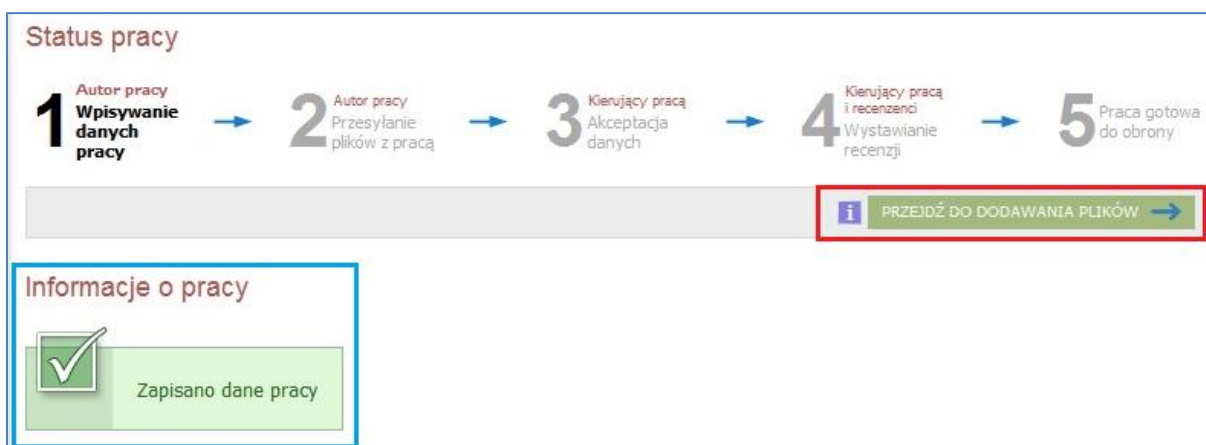 Status pracy
1
Autor pracy
Wpisywanie
danych
pracy
2
Autor pracy
Przesyłanie
plików z pracą
3
Kierujący pracą
Akceptacja
danych
4
Kierujący pracą
i recenzenci
Wystawianie
recenzji
5
Praca gotowa
do obrony
i PRZEJDŹ DO DODAWANIA PLIKÓW
Informacje o pracy
Zapisano dane pracy